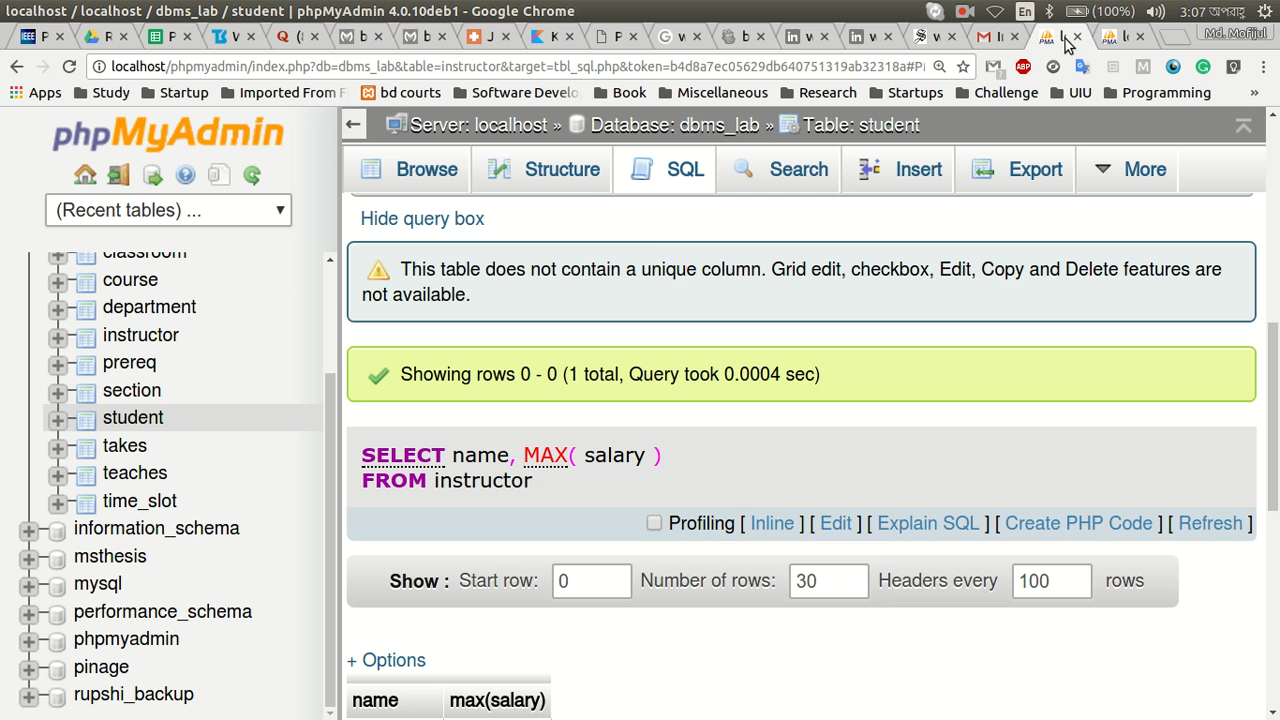 localhost / localhost / dbms_lab / student | phpMyAdmin 4.0.10deb1 - Google Chrome
En (100%) 3:07 অপরাহ্ন
Md. Mofijul
localhost/phpmyadmin/index.php?db=dbms_lab&table=instructor&target=tbl_sql.php&token=b4d8a7ec05629db640751319ab32318a#P
Apps Study Startup Imported From F bd courts Software Develo Book Miscellaneous Research Startups Challenge UIU Programming »
phpMyAdmin
Server: localhost » Database: dbms_lab » Table: student
Browse Structure SQL Search Insert Export More
(Recent tables) ...
Hide query box
This table does not contain a unique column. Grid edit, checkbox, Edit, Copy and Delete features are
not available.
Showing rows 0 - 0 (1 total, Query took 0.0004 sec)
SELECT name, MAX( salary )
FROM instructor
Profiling [ Inline ] [ Edit ] [ Explain SQL ] [ Create PHP Code ] [ Refresh ]
Show : Start row: 0 Number of rows: 30 Headers every 100 rows
+ Options
name max(salary)
classroom
course
department
instructor
prereq
section
student
takes
teaches
time_slot
information_schema
msthesis
mysql
performance_schema
phpmyadmin
pinage
rupshi_backup